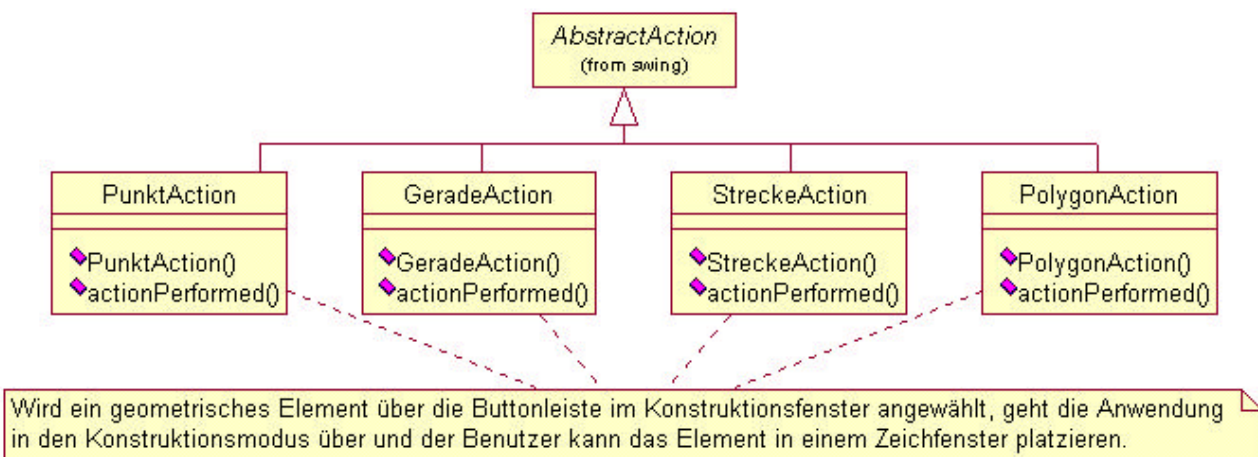 AbstractAction
(from swing)
PunktAction
PunktAction()
actionPerformed()
GeradeAction
GeradeAction()
actionPerformed()
StreckeAction
StreckeAction()
actionPerformed()
PolygonAction
PolygonAction()
actionPerformed()
Wird ein geometrisches Element über die Buttonleiste im Konstruktionsfenster angewählt, geht die Anwendung
in den Konstruktionsmodus über und der Benutzer kann das Element in einem Zeichfenster platzieren.